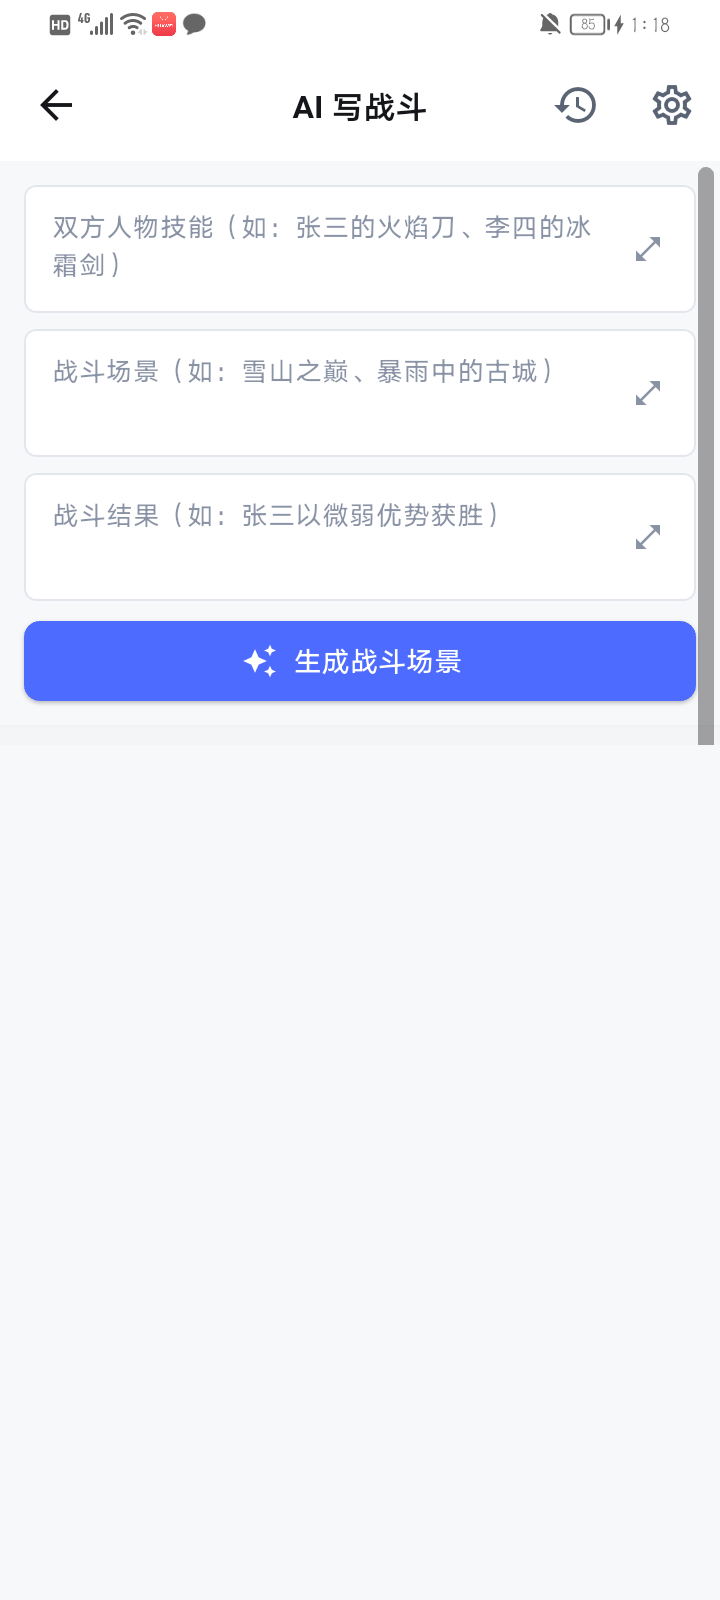 HD 4G 85 1:18
AI 写战斗
双方人物技能（如：张三的火焰刀、李四的冰
霜剑）
战斗场景（如：雪山之巅、暴雨中的古城）
战斗结果（如：张三以微弱优势获胜）
生成战斗场景